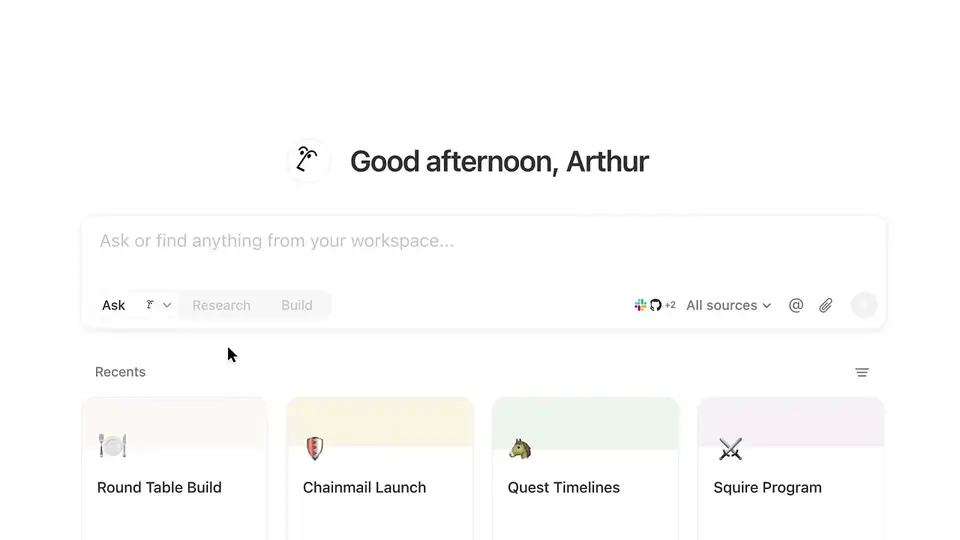 Good afternoon, Arthur
Ask or find anything from your workspace...
Ask Research Build +2 All sources @
Recents
Round Table Build Chainmail Launch Quest Timelines Squire Program